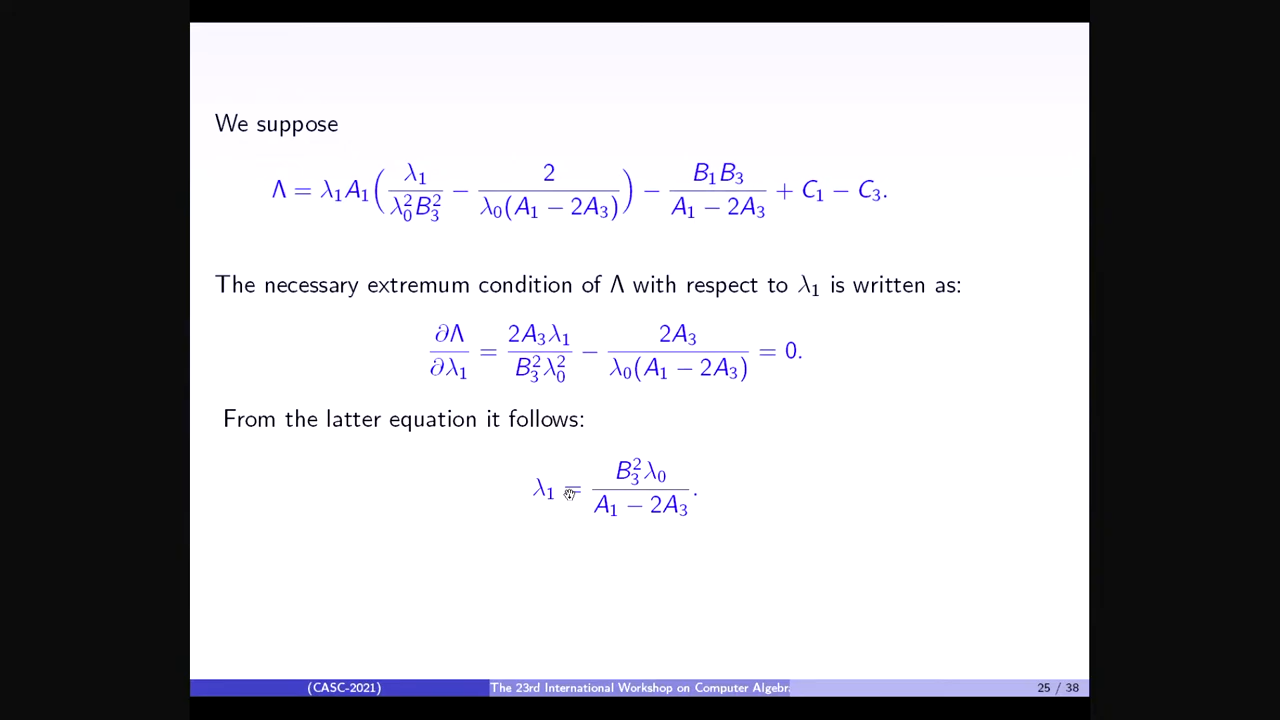 We suppose
Λ = λ₁A₁(λ₁/(λ₀²B₃²) − 2/(λ₀(A₁ − 2A₃))) − B₁B₃/(A₁ − 2A₃) + C₁ − C₃.
The necessary extremum condition of Λ with respect to λ₁ is written as:
∂Λ/∂λ₁ = 2A₃λ₁/(B₃²λ₀²) − 2A₃/(λ₀(A₁ − 2A₃)) = 0.
From the latter equation it follows:
λ₁ = B₃²λ₀/(A₁ − 2A₃).
(CASC-2021) The 23rd International Workshop on Computer Algebr. 25 / 38